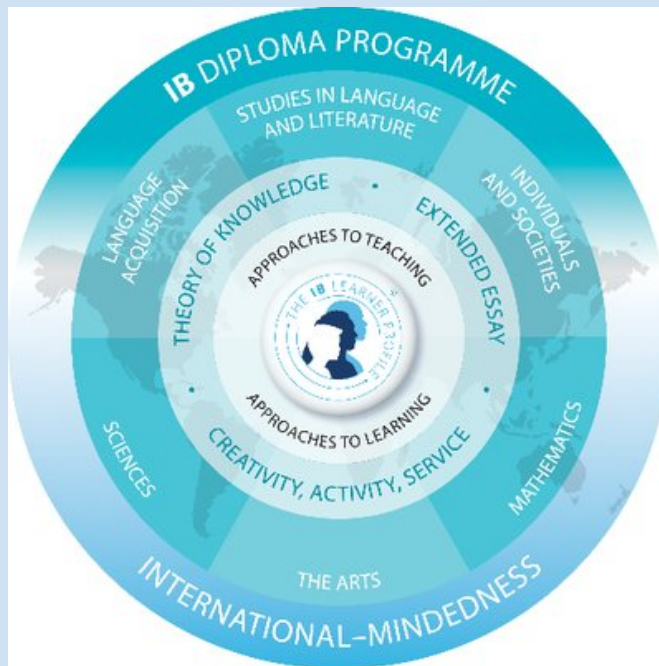 IB DIPLOMA PROGRAMME
STUDIES IN LANGUAGE
AND LITERATURE
LANGUAGE
ACQUISITION
INDIVIDUALS
AND SOCIETIES
THEORY OF KNOWLEDGE
•
EXTENDED ESSAY
•
APPROACHES TO TEACHING
THE IB LEARNER PROFILE
APPROACHES TO LEARNING
•
CREATIVITY, ACTIVITY, SERVICE
SCIENCES
MATHEMATICS
THE ARTS
INTERNATIONAL–MINDEDNESS